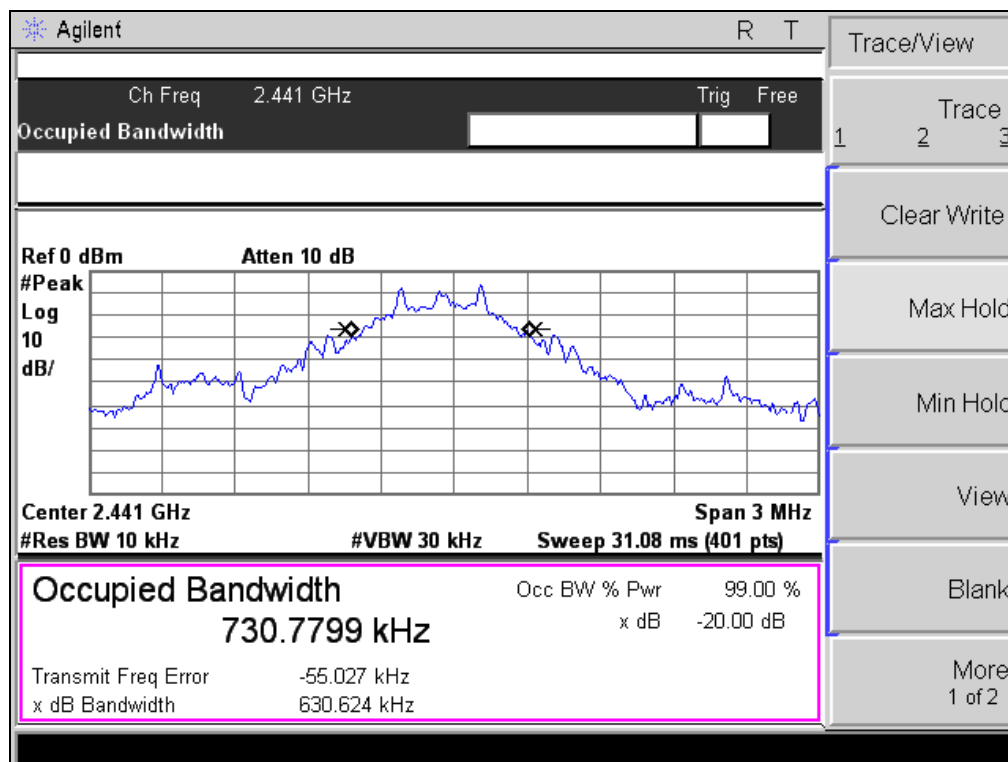 Agilent R T
Trace/View
Ch Freq 2.441 GHz Trig Free
Occupied Bandwidth
Trace
1 2 3
Clear Write
Max Hold
Min Hold
View
Blank
More
1 of 2
Ref 0 dBm Atten 10 dB
#Peak
Log
10
dB/
Center 2.441 GHz Span 3 MHz
#Res BW 10 kHz #VBW 30 kHz Sweep 31.08 ms (401 pts)
Occupied Bandwidth
730.7799 kHz
Occ BW % Pwr 99.00 %
x dB -20.00 dB
Transmit Freq Error -55.027 kHz
x dB Bandwidth 630.624 kHz